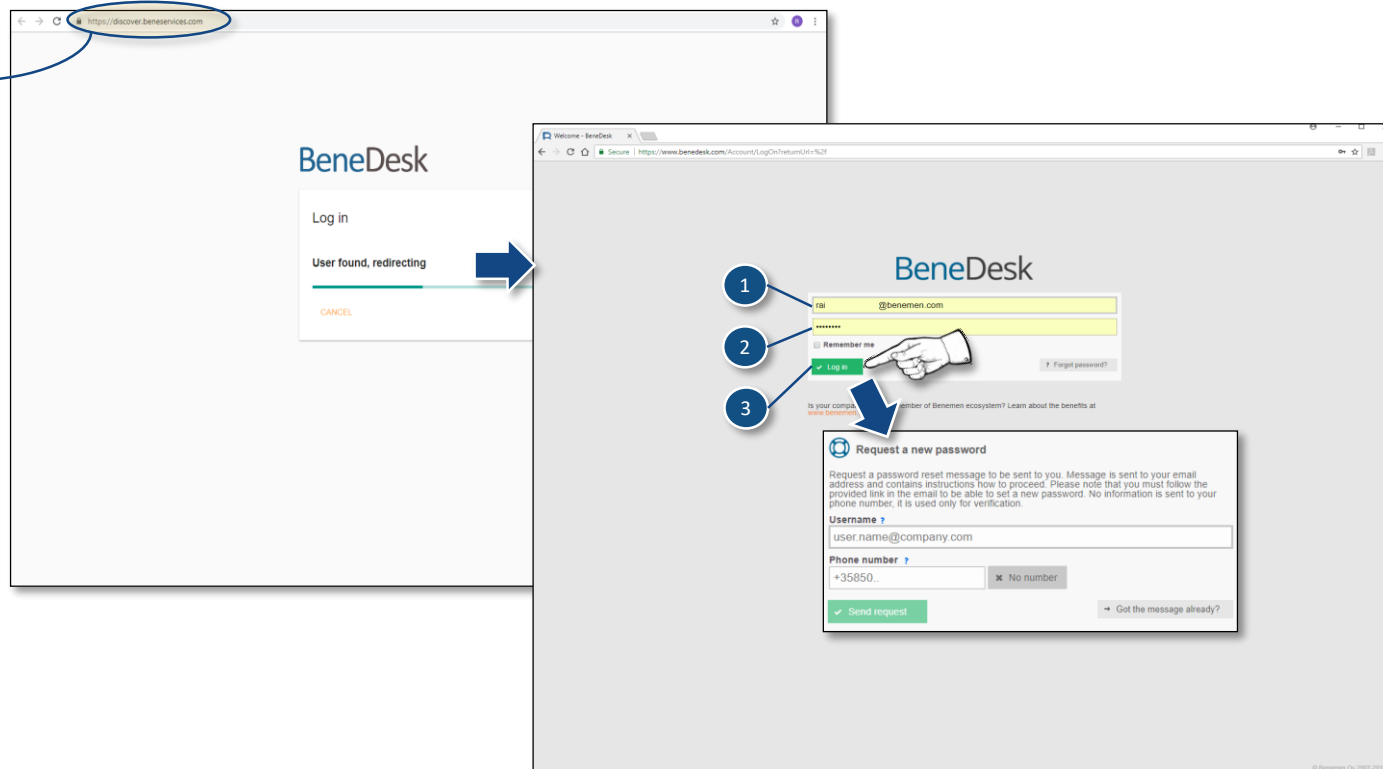 https://discover.beneservices.com
BeneDesk
Log in
User found, redirecting
CANCEL
Welcome - BeneDesk
Secure | https://www.benedesk.com/Account/LogOn?returnUrl=%2f
BeneDesk
1
rai @benemen.com
2
Remember me
Log in
? Forgot password?
3
Is your compa mber of Benemen ecosystem? Learn about the benefits at
www.benemen
Request a new password
Request a password reset message to be sent to you. Message is sent to your email
address and contains instructions how to proceed. Please note that you must follow the
provided link in the email to be able to set a new password. No information is sent to your
phone number, it is used only for verification.
Username ?
user.name@company.com
Phone number ?
+35850..
No number
Send request
Got the message already?